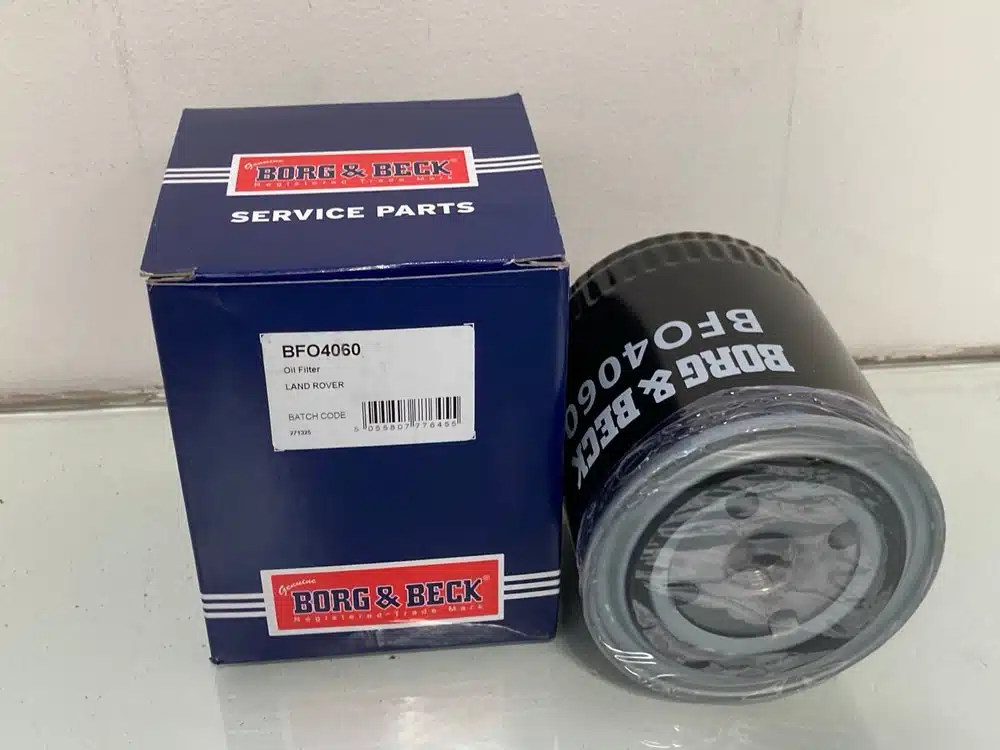 Genuine
BORG & BECK®
Registered Trade Mark
SERVICE PARTS
BFO4060
Oil Filter
LAND ROVER
BATCH CODE
271325
5 055807 776455
Genuine
BORG & BECK®
Registered Trade Mark
BORG & BECK
BFO4060